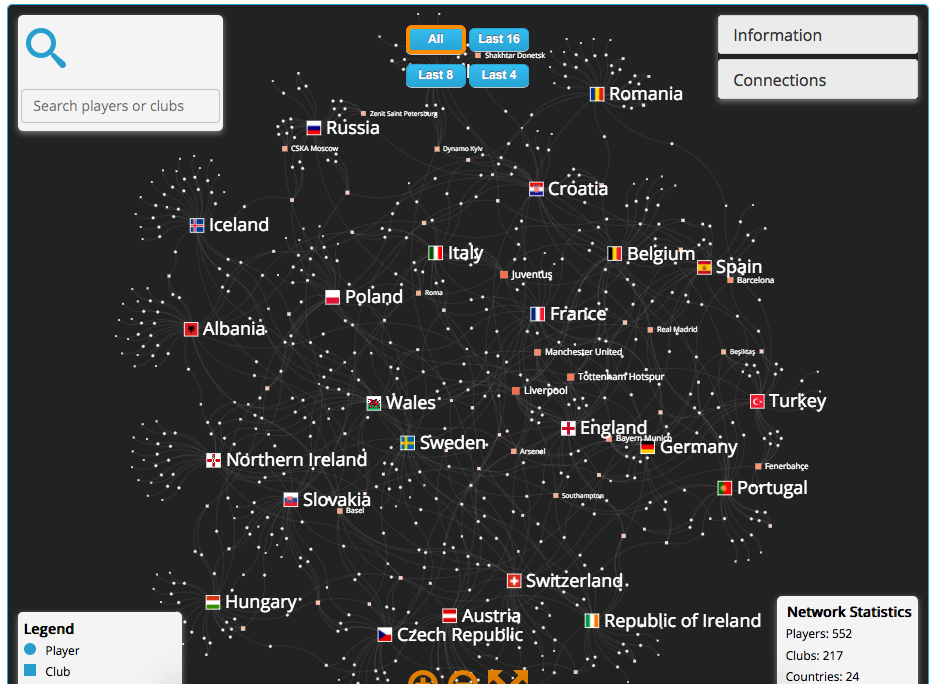 All
Last 16
Last 8
Last 4
Search players or clubs
Information
Connections
Shakhtar Donetsk
Romania
Zenit Saint Petersburg
Russia
CSKA Moscow
Dynamo Kyiv
Croatia
Iceland
Italy
Belgium
Spain
Juventus
Barcelona
Poland
Roma
France
Albania
Real Madrid
Manchester United
Beşiktaş
Tottenham Hotspur
Liverpool
Wales
Turkey
England
Sweden
Bayern Munich
Germany
Arsenal
Northern Ireland
Fenerbahçe
Portugal
Slovakia
Southampton
Basel
Switzerland
Hungary
Austria
Republic of Ireland
Czech Republic
Legend
Player
Club
Network Statistics
Players: 552
Clubs: 217
Countries: 24